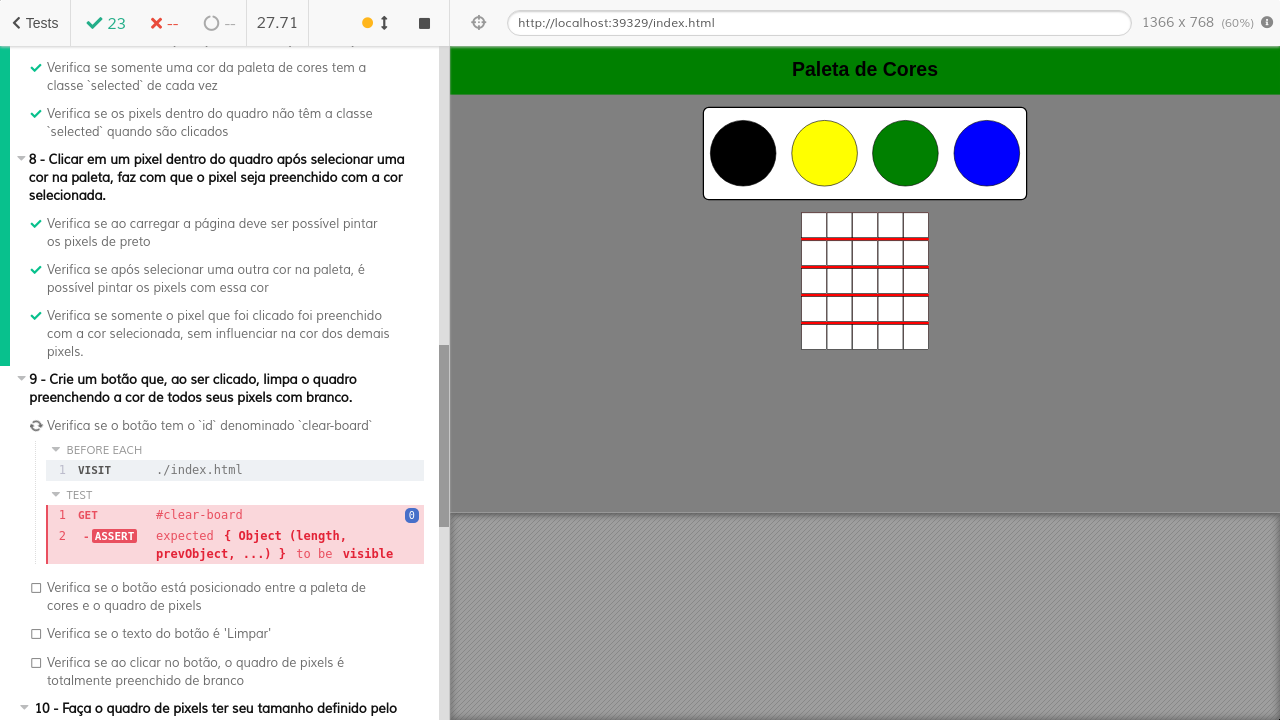 Tests
23
--
--
27.71
http://localhost:39329/index.html
1366 x 768 (60%)
Verifica se somente uma cor da paleta de cores tem a
classe `selected` de cada vez
Verifica se os pixels dentro do quadro não têm a classe
`selected` quando são clicados
8 - Clicar em um pixel dentro do quadro após selecionar uma
cor na paleta, faz com que o pixel seja preenchido com a cor
selecionada.
Verifica se ao carregar a página deve ser possível pintar
os pixels de preto
Verifica se após selecionar uma outra cor na paleta, é
possível pintar os pixels com essa cor
Verifica se somente o pixel que foi clicado foi preenchido
com a cor selecionada, sem influenciar na cor dos demais
pixels.
9 - Crie um botão que, ao ser clicado, limpa o quadro
preenchendo a cor de todos seus pixels com branco.
Verifica se o botão tem o `id` denominado `clear-board`
BEFORE EACH
1 VISIT ./index.html
TEST
1 GET #clear-board 0
2 - ASSERT expected { Object (length,
prevObject, ...) } to be visible
Verifica se o botão está posicionado entre a paleta de
cores e o quadro de pixels
Verifica se o texto do botão é 'Limpar'
Verifica se ao clicar no botão, o quadro de pixels é
totalmente preenchido de branco
10 - Faça o quadro de pixels ter seu tamanho definido pelo
Paleta de Cores